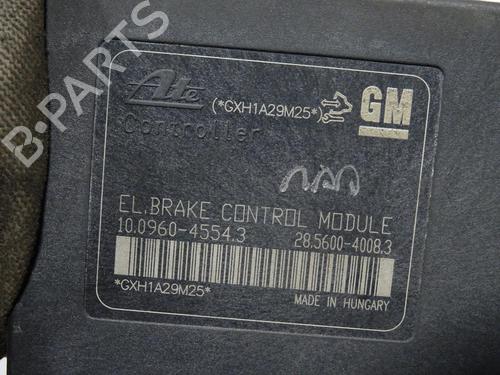 Ate
(*GXH1A29M25*)
GM
Controller
EL.BRAKE CONTROL MODULE
10.0960-4554.3
28.5600-4008.3
*GXH1A29M25*
MADE IN HUNGARY
B-PARTS